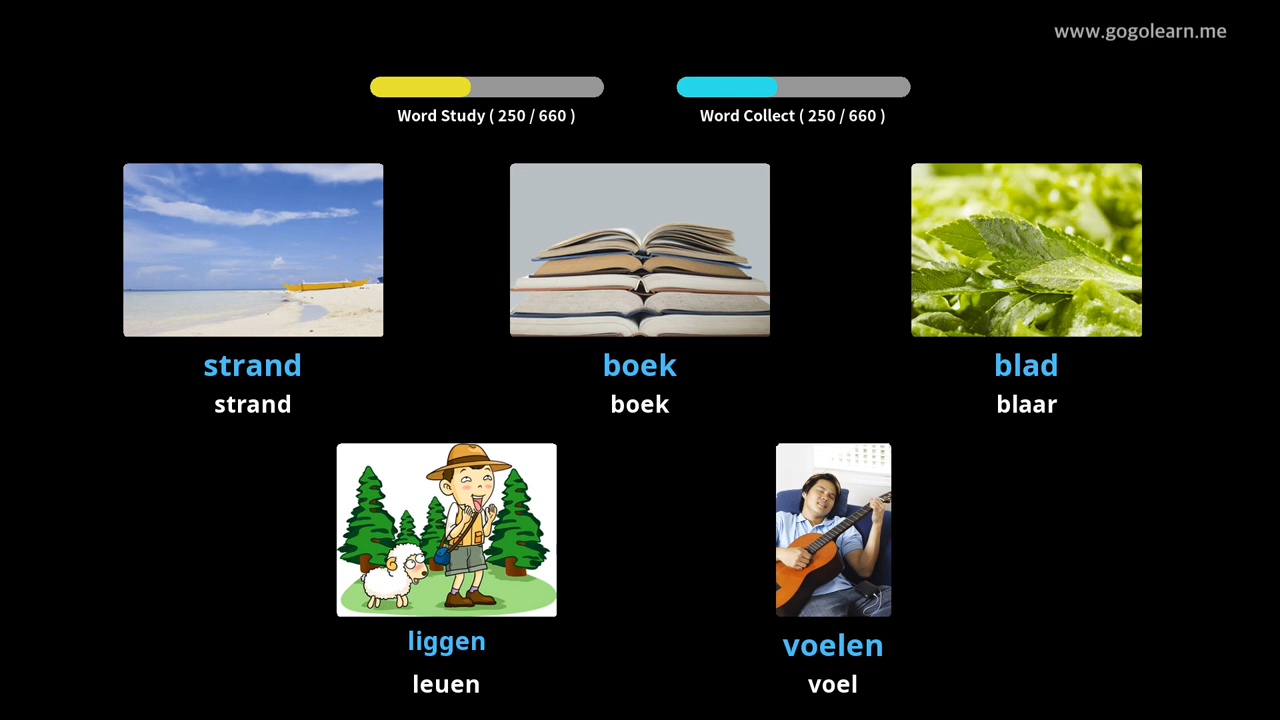 www.gogolearn.me
Word Study ( 250 / 660 )
Word Collect ( 250 / 660 )
strand
strand
boek
boek
blad
blaar
liggen
leuen
voelen
voel